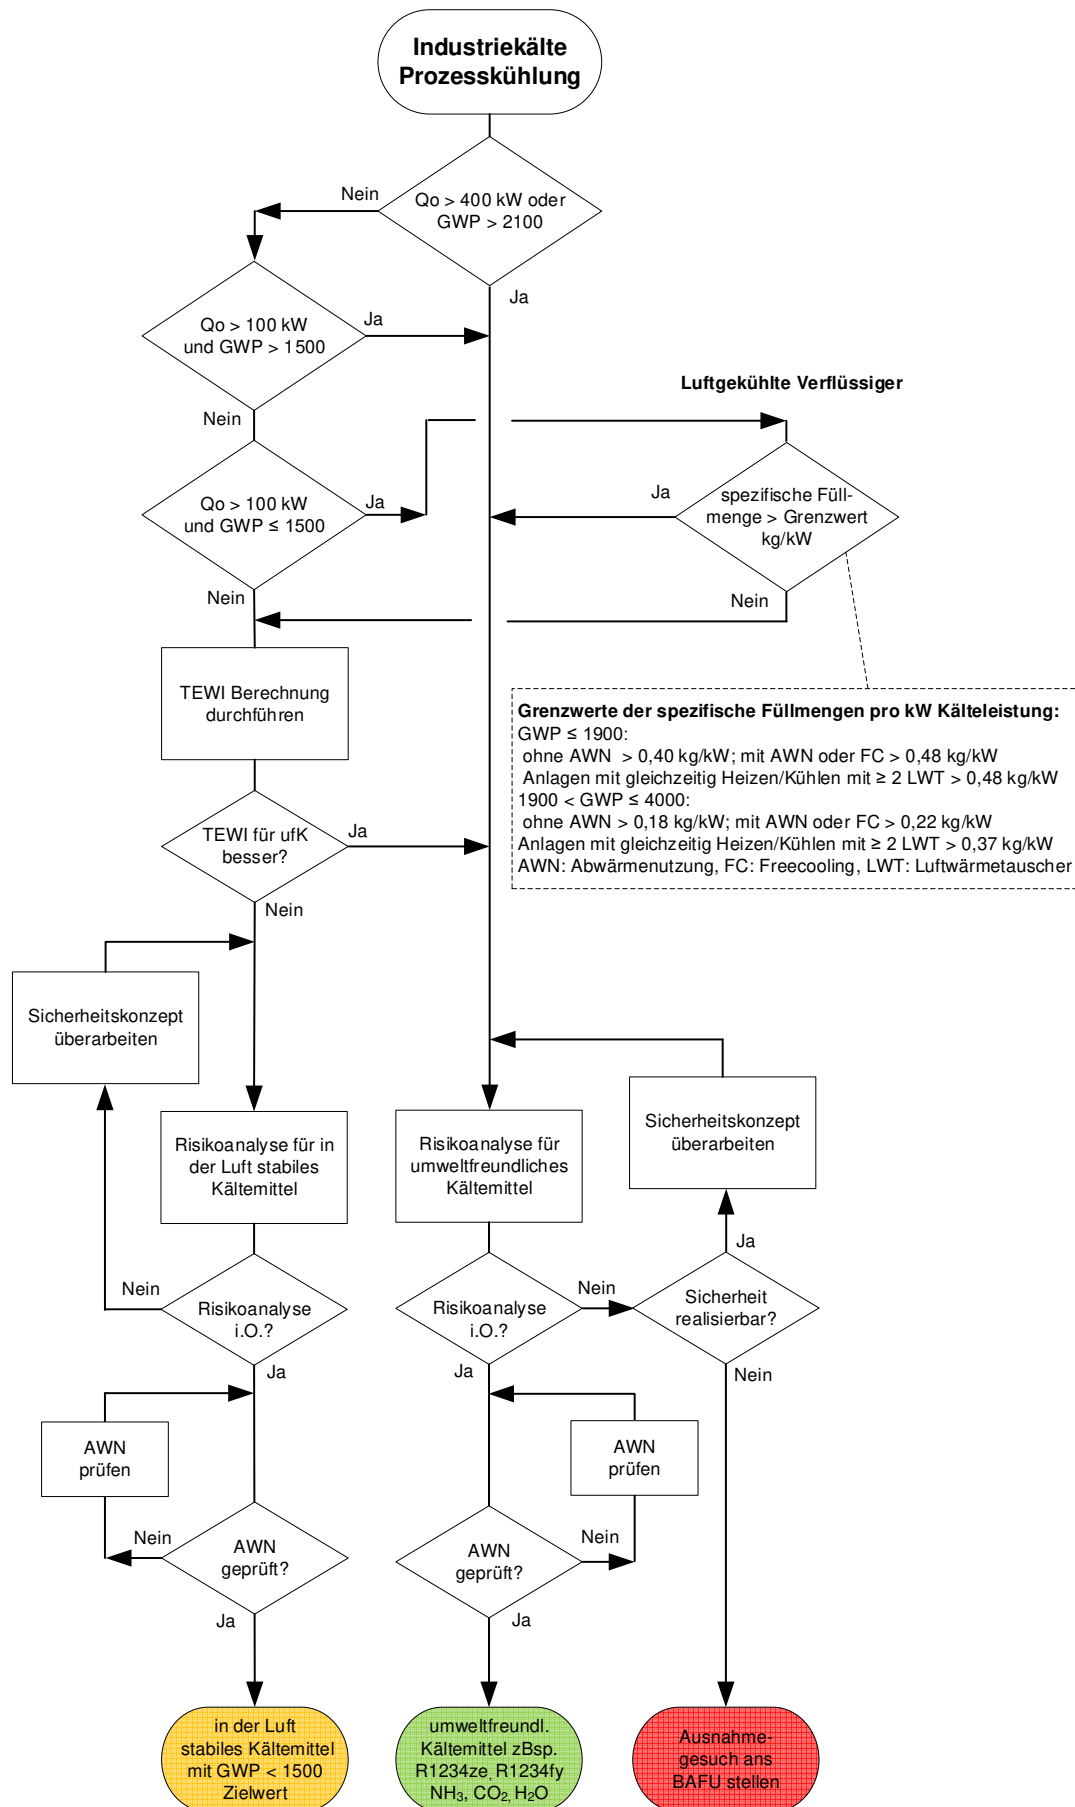 Industriekälte
Prozesskühlung
Qo > 400 kW oder
GWP > 2100
Nein
Ja
Qo > 100 kW
und GWP > 1500
Ja
Nein
Luftgekühlte Verflüssiger
Qo > 100 kW
und GWP ≤ 1500
Ja
Nein
spezifische Füll-
menge > Grenzwert
kg/kW
Ja
Nein
TEWI Berechnung
durchführen
Grenzwerte der spezifische Füllmengen pro kW Kälteleistung:
GWP ≤ 1900:
ohne AWN > 0,40 kg/kW; mit AWN oder FC > 0,48 kg/kW
Anlagen mit gleichzeitig Heizen/Kühlen mit ≥ 2 LWT > 0,48 kg/kW
1900 < GWP ≤ 4000:
ohne AWN > 0,18 kg/kW; mit AWN oder FC > 0,22 kg/kW
Anlagen mit gleichzeitig Heizen/Kühlen mit ≥ 2 LWT > 0,37 kg/kW
AWN: Abwärmenutzung, FC: Freecooling, LWT: Luftwärmetauscher
TEWI für ufK
besser?
Ja
Nein
Sicherheitskonzept
überarbeiten
Risikoanalyse für in
der Luft stabiles
Kältemittel
Risikoanalyse für
umweltfreundliches
Kältemittel
Sicherheitskonzept
überarbeiten
Ja
Nein
Risikoanalyse
i.O.?
Ja
Risikoanalyse
i.O.?
Nein
Ja
Sicherheit
realisierbar?
Nein
AWN
prüfen
AWN
prüfen
Nein
AWN
geprüft?
Ja
AWN
geprüft?
Nein
Ja
in der Luft
stabiles Kältemittel
mit GWP < 1500
Zielwert
umweltfreundl.
Kältemittel zBsp.
R1234ze, R1234fy
NH₃, CO₂, H₂O
Ausnahme-
gesuch ans
BAFU stellen